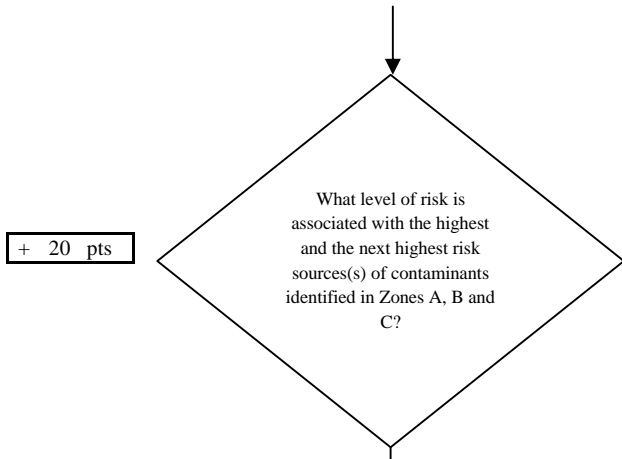 What level of risk is
associated with the highest
and the next highest risk
sources(s) of contaminants
identified in Zones A, B and
C?
+ 20 pts